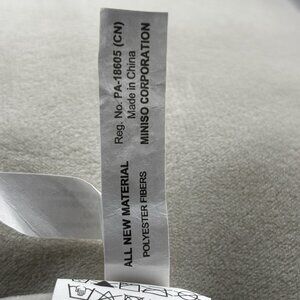 ALL NEW MATERIAL
POLYESTER FIBERS
Reg. No. PA-18605 (CN)
Made in China
MINISO CORPORATION